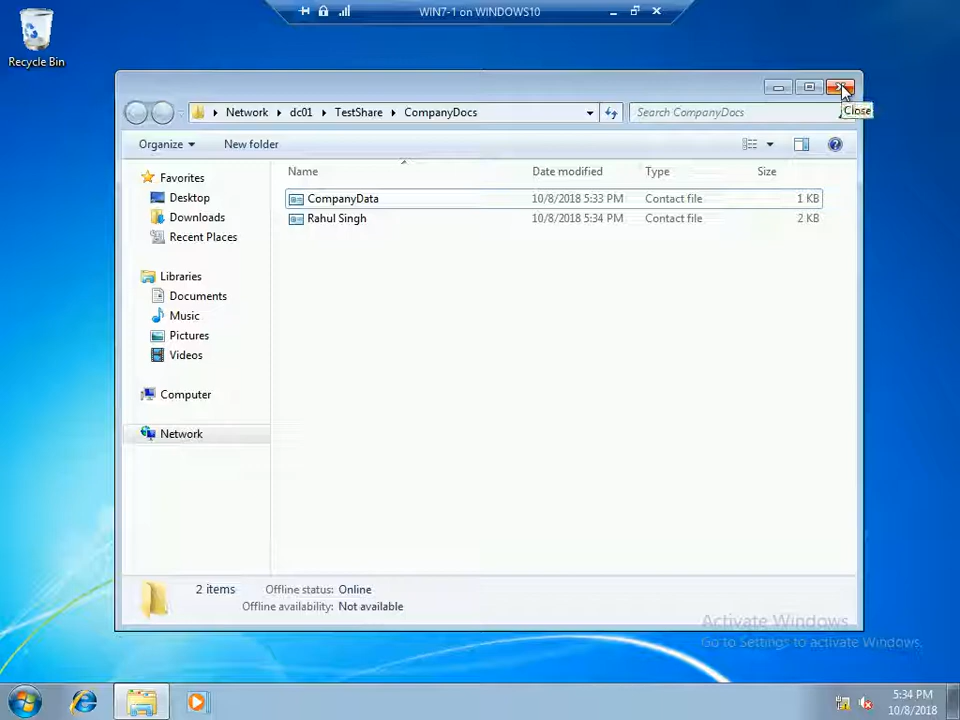 WIN7-1 on WINDOWS10
Recycle Bin
Network dc01 TestShare CompanyDocs
Search CompanyDocs
Close
Organize New folder
Name Date modified Type Size
CompanyData 10/8/2018 5:33 PM Contact file 1 KB
Rahul Singh 10/8/2018 5:34 PM Contact file 2 KB
Favorites
Desktop
Downloads
Recent Places
Libraries
Documents
Music
Pictures
Videos
Computer
Network
2 items Offline status: Online
Offline availability: Not available
Activate Windows
Go to Settings to activate Windows.
5:34 PM
10/8/2018